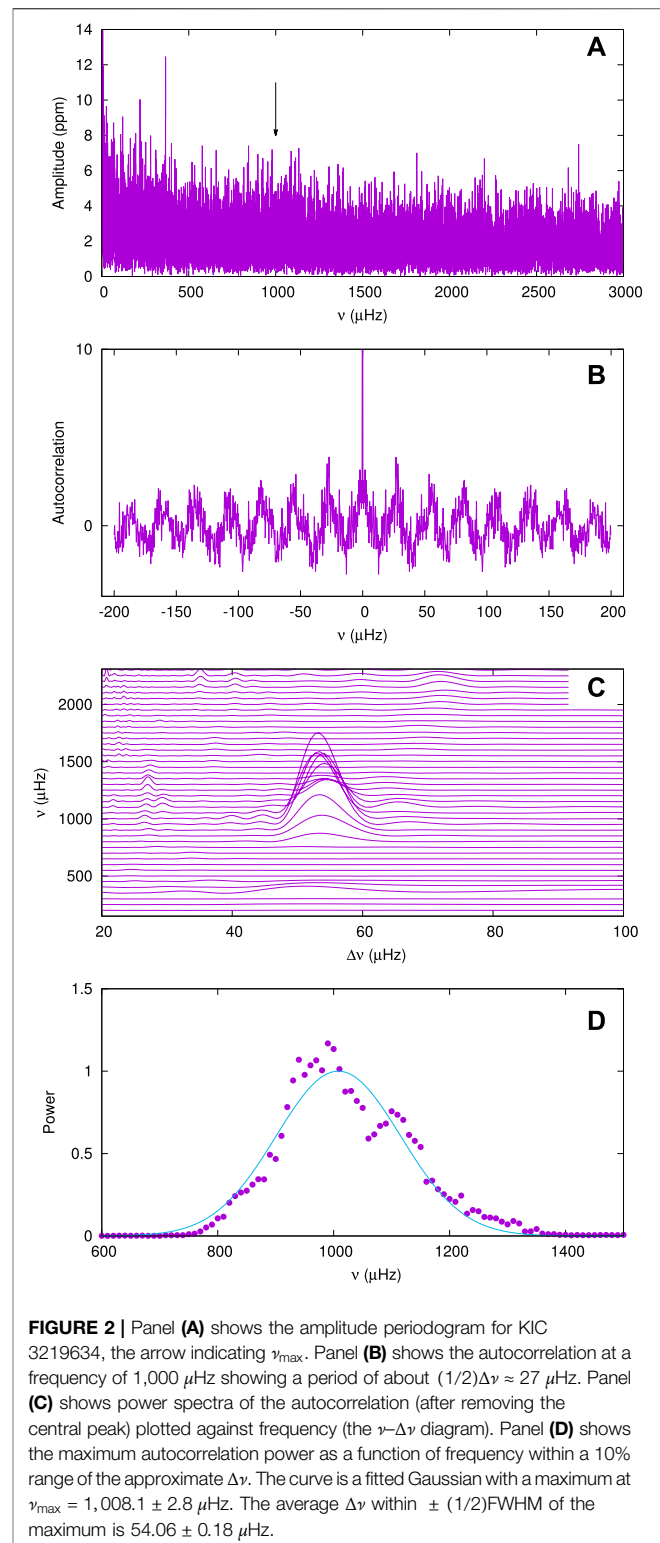 A
14
12
10
8
6
4
2
0
Amplitude (ppm)
0 500 1000 1500 2000 2500 3000
ν (μHz)
B
10
0
Autocorrelation
-200 -150 -100 -50 0 50 100 150 200
ν (μHz)
C
2000
1500
1000
500
ν (μHz)
20 40 60 80 100
Δν (μHz)
D
1.5
1
0.5
0
Power
600 800 1000 1200 1400
ν (μHz)
FIGURE 2 | Panel (A) shows the amplitude periodogram for KIC
3219634, the arrow indicating νmax. Panel (B) shows the autocorrelation at a
frequency of 1,000 μHz showing a period of about (1/2)Δν ≈ 27 μHz. Panel
(C) shows power spectra of the autocorrelation (after removing the
central peak) plotted against frequency (the ν–Δν diagram). Panel (D) shows
the maximum autocorrelation power as a function of frequency within a 10%
range of the approximate Δν. The curve is a fitted Gaussian with a maximum at
νmax = 1,008.1 ± 2.8 μHz. The average Δν within ± (1/2)FWHM of the
maximum is 54.06 ± 0.18 μHz.